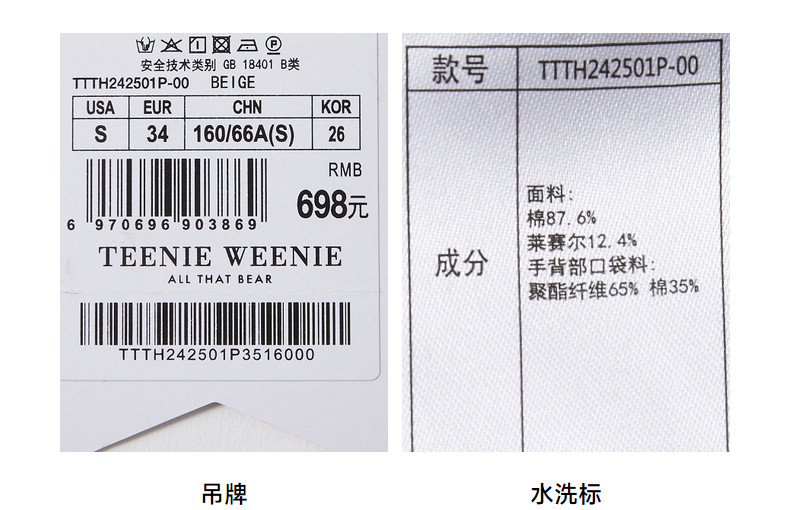 安全技术类别 GB 18401 B类
TTTH242501P-00 BEIGE
USA EUR CHN KOR
S 34 160/66A(S) 26
RMB
698元
6 970696 903869
TEENIE WEENIE
ALL THAT BEAR
TTTH242501P3516000
吊牌
款号 TTTH242501P-00
成分
面料:
棉87.6%
莱赛尔12.4%
手背部口袋料:
聚酯纤维65% 棉35%
水洗标